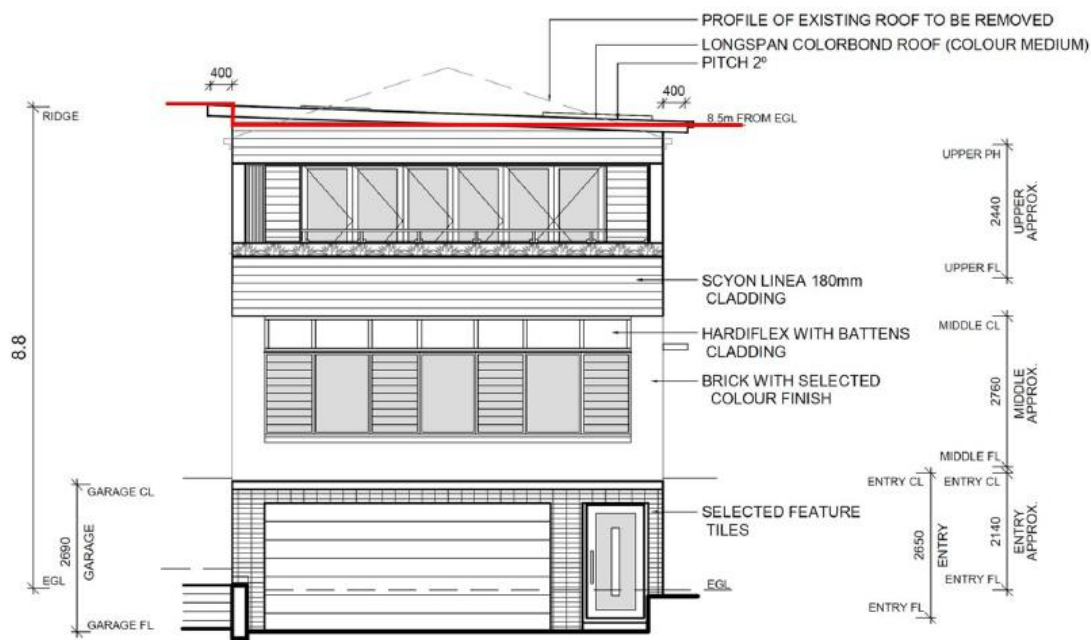 PROFILE OF EXISTING ROOF TO BE REMOVED
LONGSPAN COLORBOND ROOF (COLOUR MEDIUM)
PITCH 2º
400
400
RIDGE
8.5m FROM EGL
UPPER PH
2440
UPPER
APPROX.
UPPER FL
SCYON LINEA 180mm
CLADDING
MIDDLE CL
HARDIFLEX WITH BATTENS
CLADDING
8.8
BRICK WITH SELECTED
COLOUR FINISH
2760
MIDDLE
APPROX.
MIDDLE FL
GARAGE CL
ENTRY CL
ENTRY CL
SELECTED FEATURE
TILES
2690
GARAGE
2650
ENTRY
2140
ENTRY
APPROX.
EGL
EGL
ENTRY FL
ENTRY FL
GARAGE FL